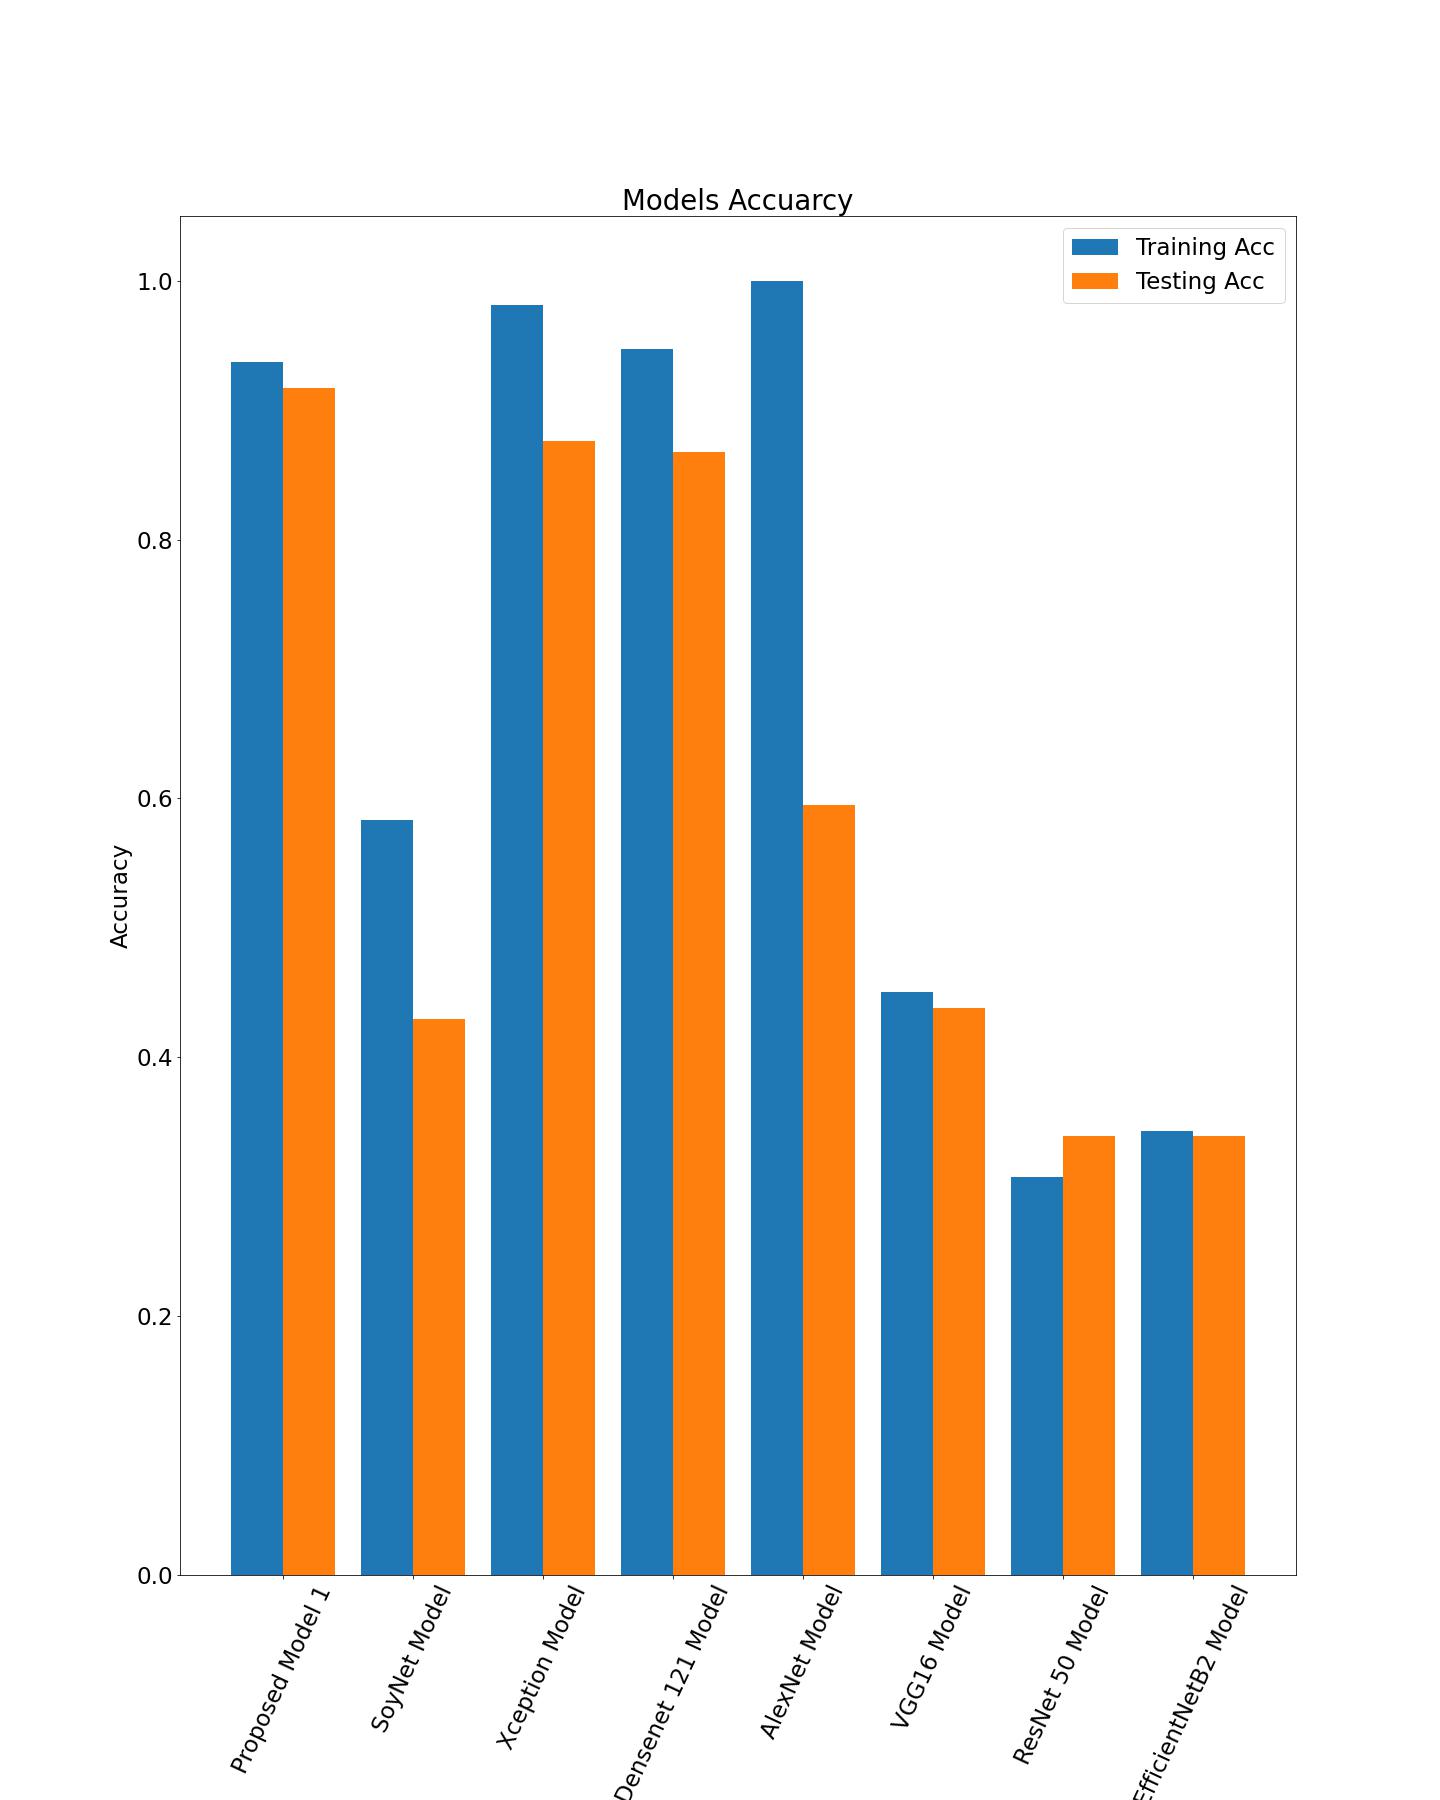 Models Accuarcy
Training Acc
Testing Acc
1.0
0.8
0.6
0.4
0.2
0.0
Accuracy
Proposed Model 1
SoyNet Model
Xception Model
Densenet 121 Model
AlexNet Model
VGG16 Model
ResNet 50 Model
EfficientNetB2 Model